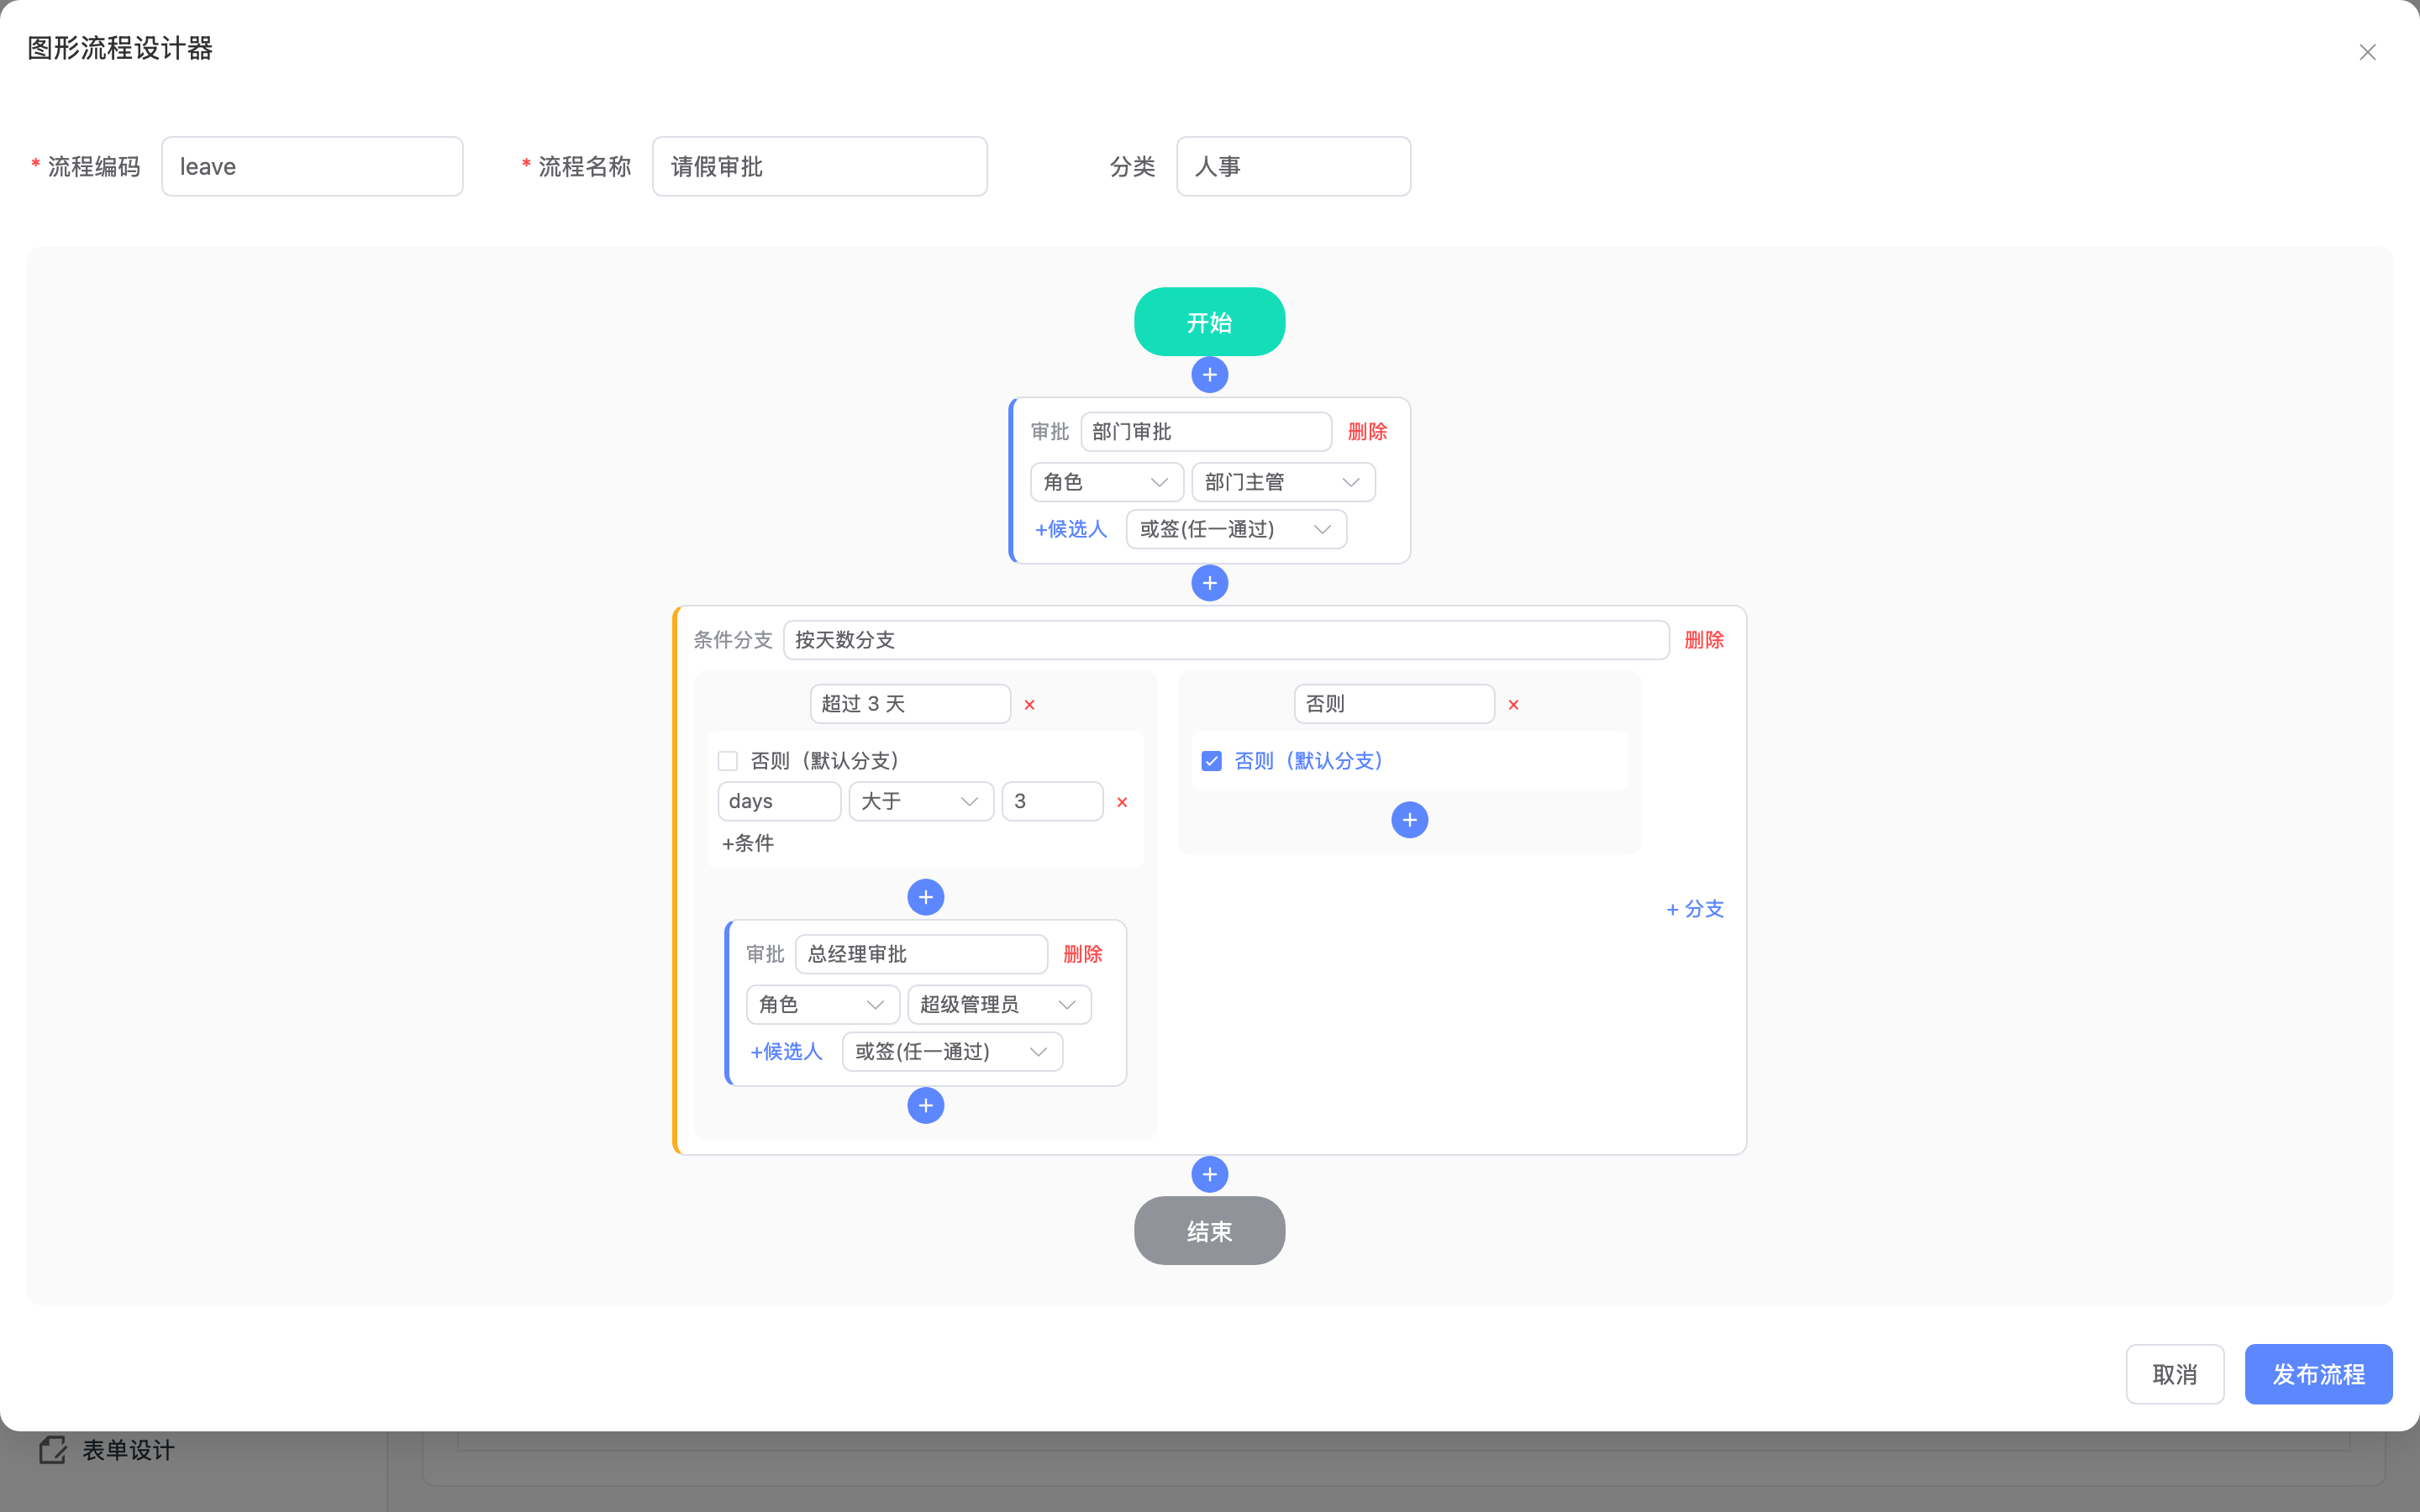 图形流程设计器
* 流程编码 leave * 流程名称 请假审批 分类 人事
开始
审批 部门审批 删除
角色 部门主管
+候选人 或签(任一通过)
条件分支 按天数分支 删除
超过 3 天 ×
否则（默认分支）
days 大于 3 ×
+条件
审批 总经理审批 删除
角色 超级管理员
+候选人 或签(任一通过)
否则 ×
否则（默认分支）
+ 分支
结束
取消 发布流程
表单设计